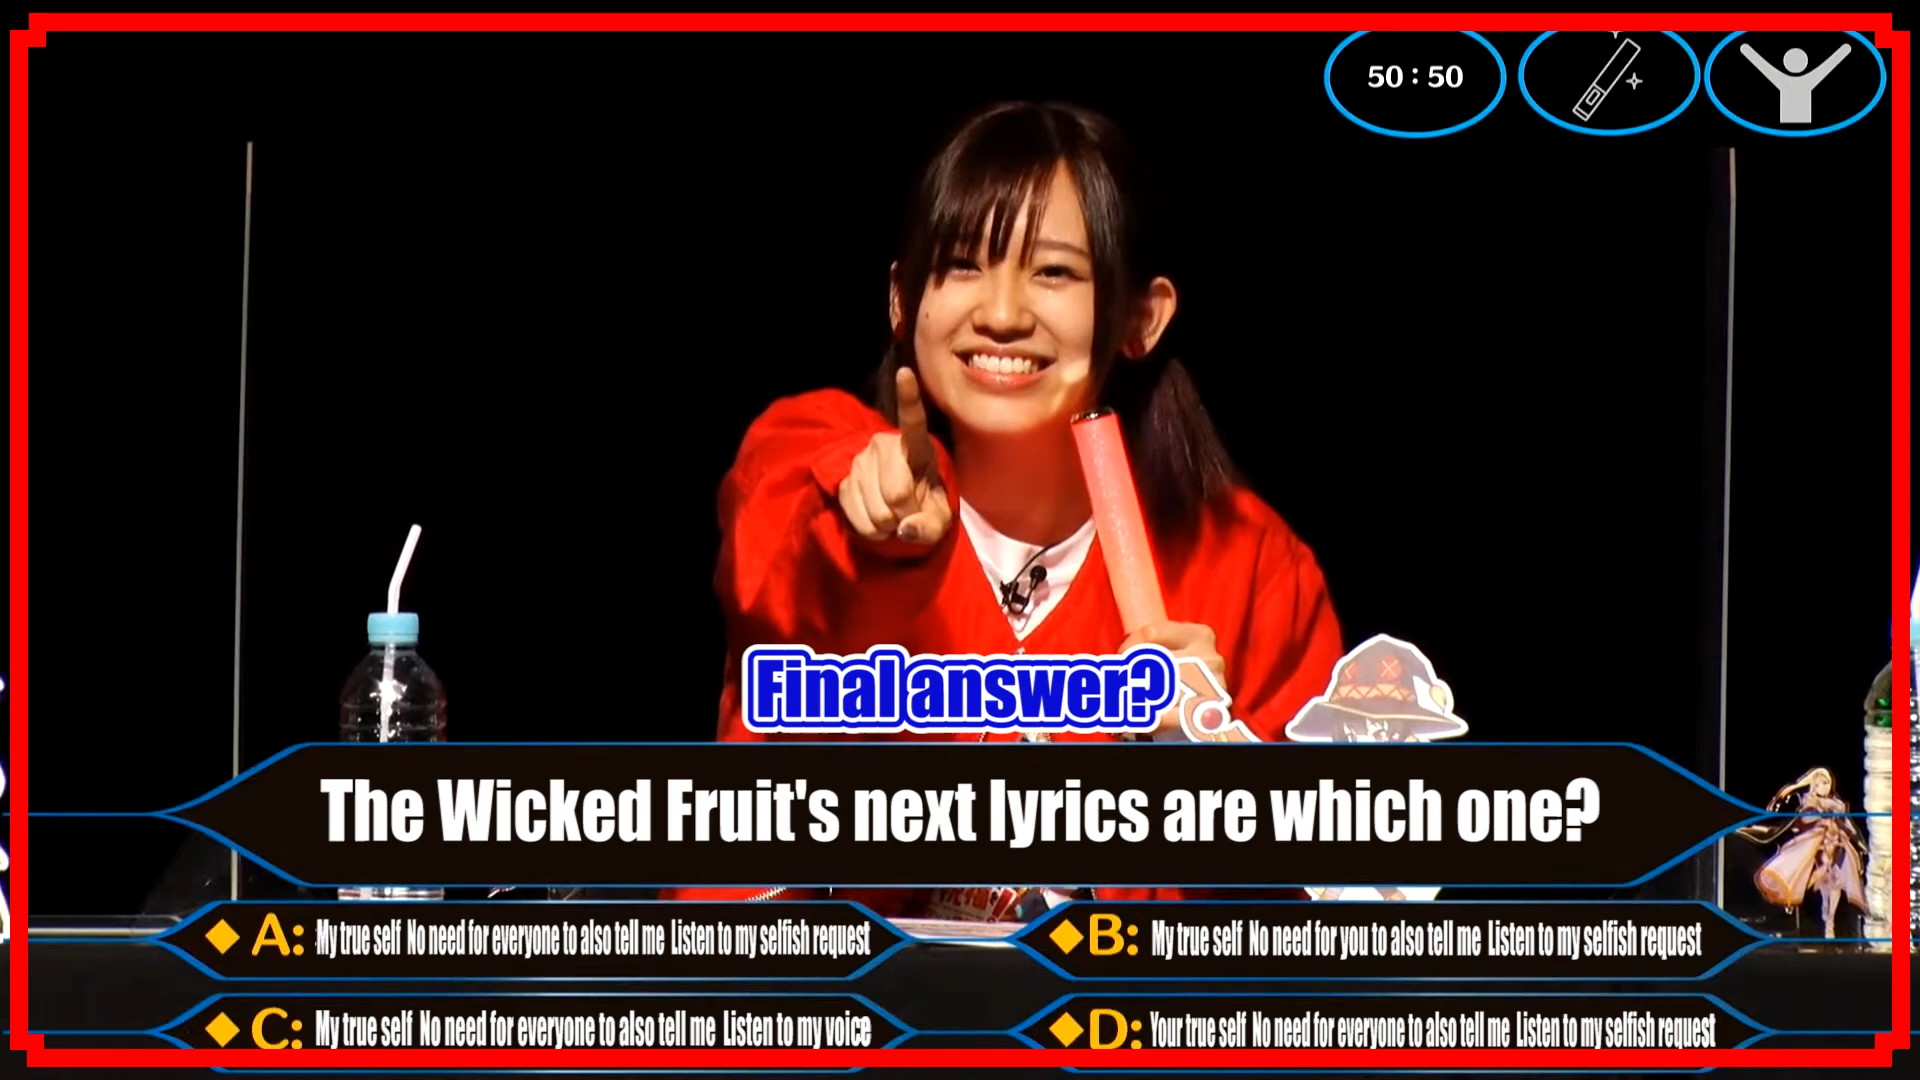 50:50
Final answer?
The Wicked Fruit's next lyrics are which one?
A: My true self No need for everyone to also tell me Listen to my selfish request
B: My true self No need for you to also tell me Listen to my selfish request
C: My true self No need for everyone to also tell me Listen to my voice
D: Your true self No need for everyone to also tell me Listen to my selfish request